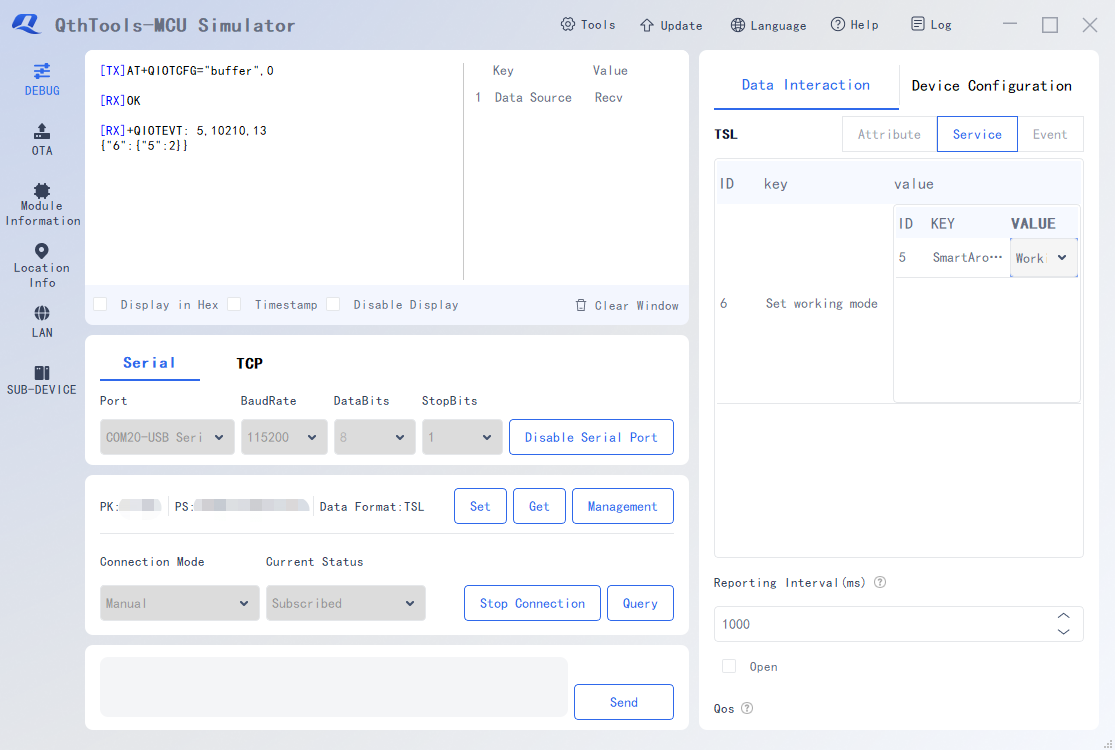 QthTools-MCU Simulator
Tools
Update
Language
Help
Log
DEBUG
OTA
Module
Information
Location
Info
LAN
SUB-DEVICE
[TX]AT+QIOTCFG="buffer",0
[RX]OK
[RX]+QIOTEVT: 5,10210,13
{"6":{"5":2}}
Key Value
1 Data Source Recv
Display in Hex
Timestamp
Disable Display
Clear Window
Serial
TCP
Port BaudRate DataBits StopBits
COM20-USB Seri 115200 8 1 Disable Serial Port
PK: PS: Data Format:TSL Set Get Management
Connection Mode Current Status
Manual Subscribed Stop Connection Query
Send
Data Interaction Device Configuration
TSL Attribute Service Event
ID key value
ID KEY VALUE
5 SmartAro··· Work
6 Set working mode
Reporting Interval(ms)
1000
Open
Qos